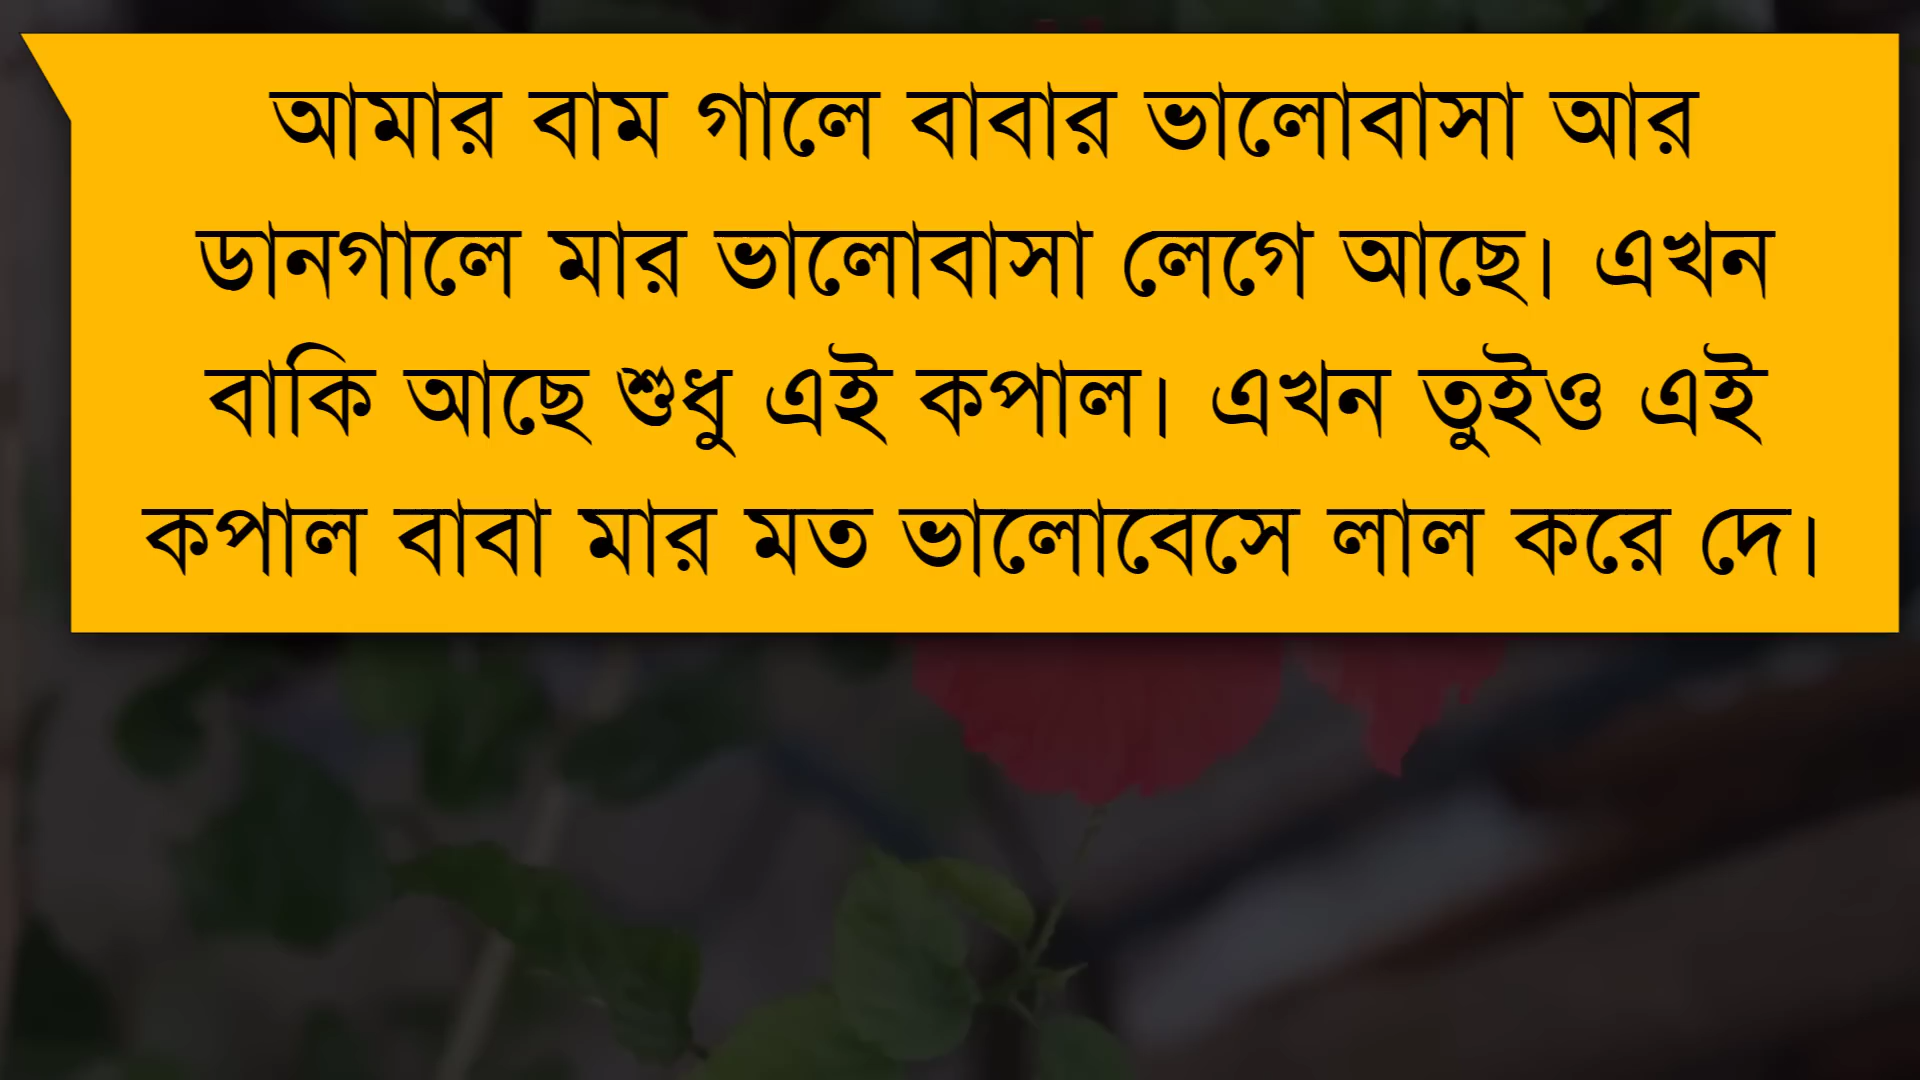 আমার বাম গালে বাবার ভালোবাসা আর
ডানগালে মার ভালোবাসা লেগে আছে। এখন
বাকি আছে শুধু এই কপাল। এখন তুইও এই
কপাল বাবা মার মত ভালোবেসে লাল করে দে।